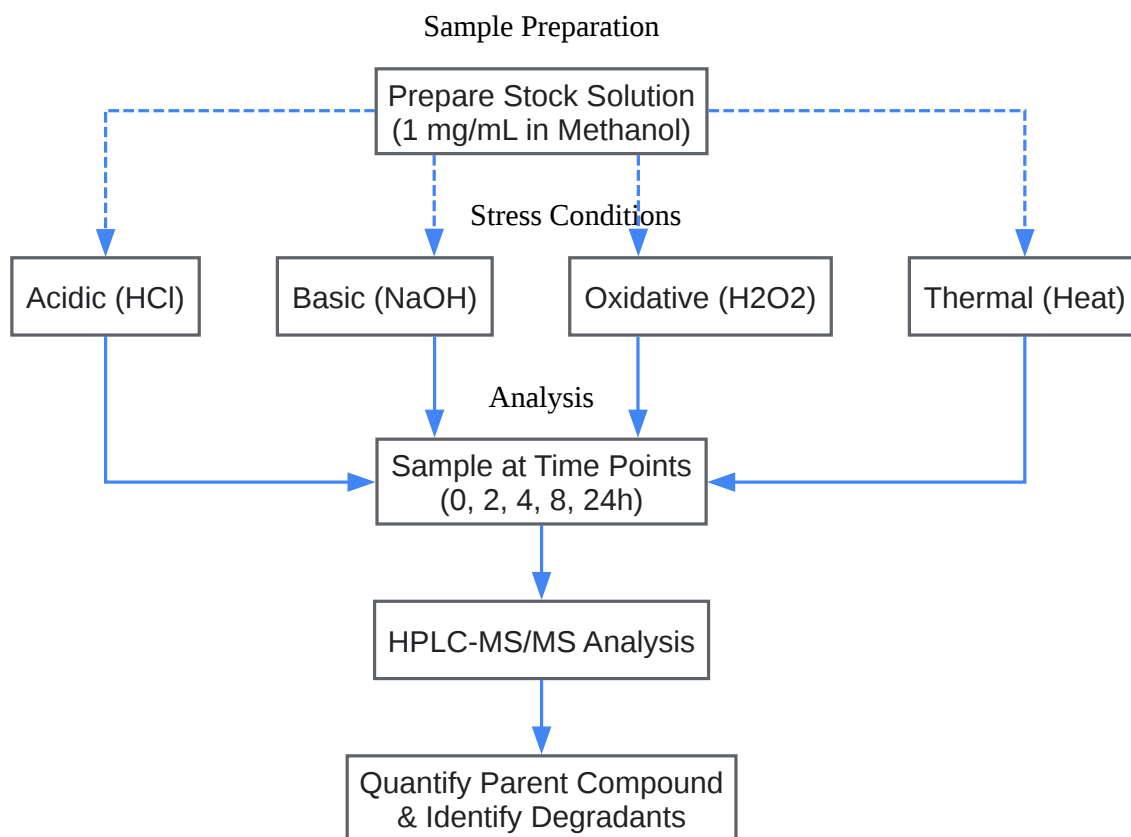 Sample Preparation
Prepare Stock Solution
(1 mg/mL in Methanol)
Stress Conditions
Acidic (HCl)
Basic (NaOH)
Oxidative (H2O2)
Thermal (Heat)
Analysis
Sample at Time Points
(0, 2, 4, 8, 24h)
HPLC-MS/MS Analysis
Quantify Parent Compound
& Identify Degradants